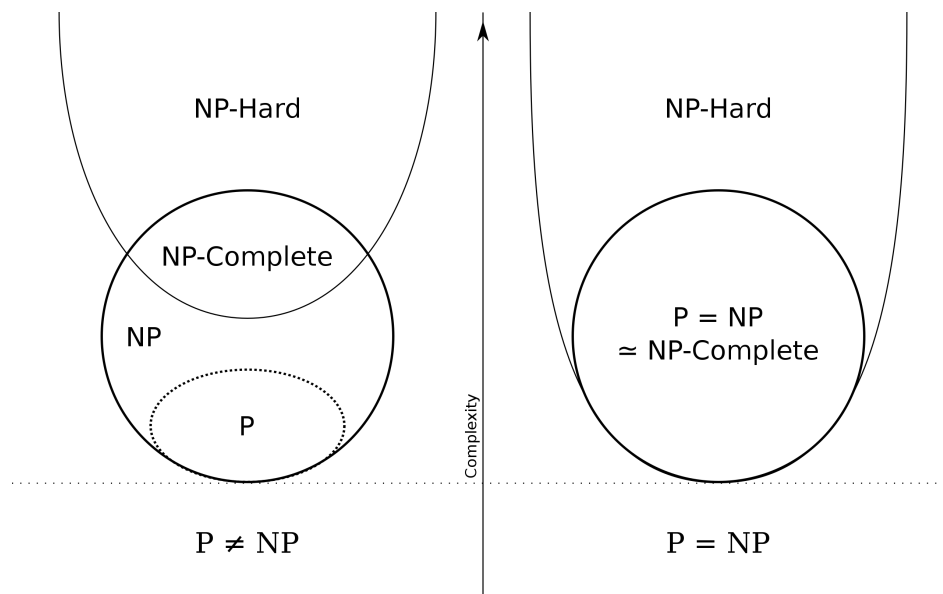 NP-Hard
NP-Complete
NP
P
P ≠ NP
Complexity
NP-Hard
P = NP
≃ NP-Complete
P = NP